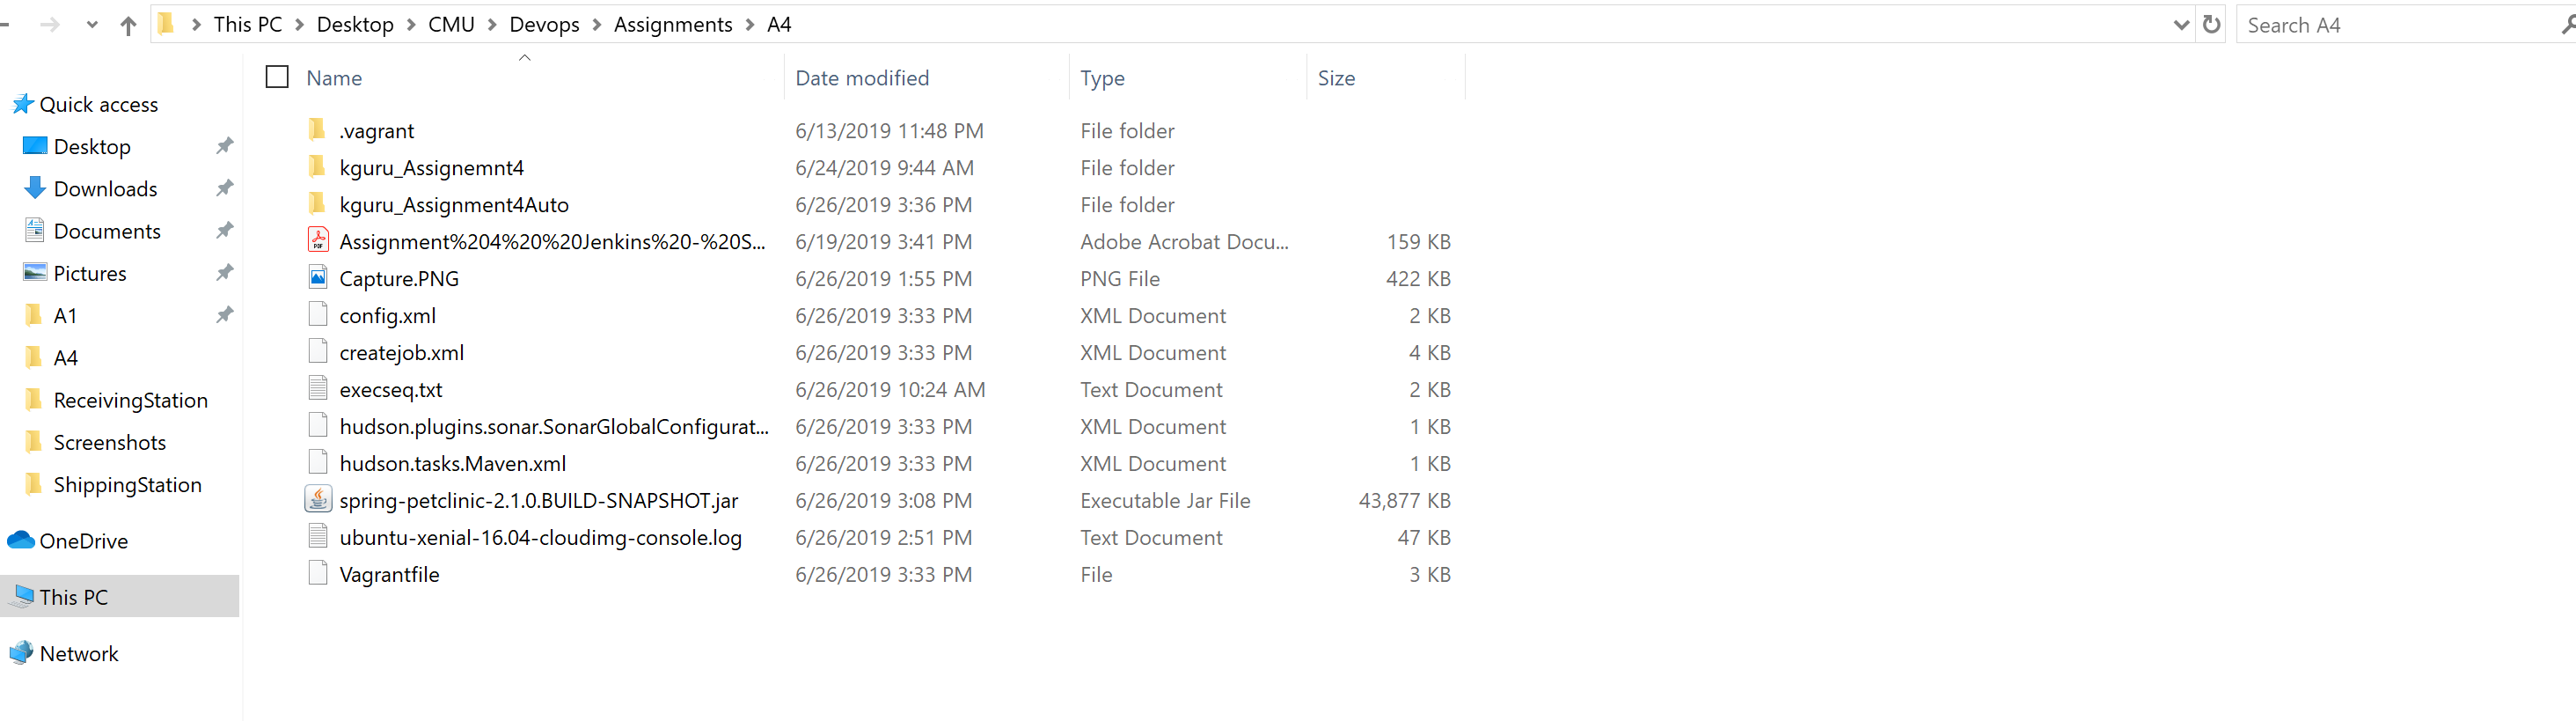 This PC > Desktop > CMU > Devops > Assignments > A4
Search A4
Name Date modified Type Size
Quick access
Desktop
Downloads
Documents
Pictures
A1
A4
ReceivingStation
Screenshots
ShippingStation
OneDrive
This PC
Network
.vagrant 6/13/2019 11:48 PM File folder
kguru_Assignemnt4 6/24/2019 9:44 AM File folder
kguru_Assignment4Auto 6/26/2019 3:36 PM File folder
Assignment%204%20%20Jenkins%20-%20S... 6/19/2019 3:41 PM Adobe Acrobat Docu... 159 KB
Capture.PNG 6/26/2019 1:55 PM PNG File 422 KB
config.xml 6/26/2019 3:33 PM XML Document 2 KB
createjob.xml 6/26/2019 3:33 PM XML Document 4 KB
execseq.txt 6/26/2019 10:24 AM Text Document 2 KB
hudson.plugins.sonar.SonarGlobalConfigurat... 6/26/2019 3:33 PM XML Document 1 KB
hudson.tasks.Maven.xml 6/26/2019 3:33 PM XML Document 1 KB
spring-petclinic-2.1.0.BUILD-SNAPSHOT.jar 6/26/2019 3:08 PM Executable Jar File 43,877 KB
ubuntu-xenial-16.04-cloudimg-console.log 6/26/2019 2:51 PM Text Document 47 KB
Vagrantfile 6/26/2019 3:33 PM File 3 KB